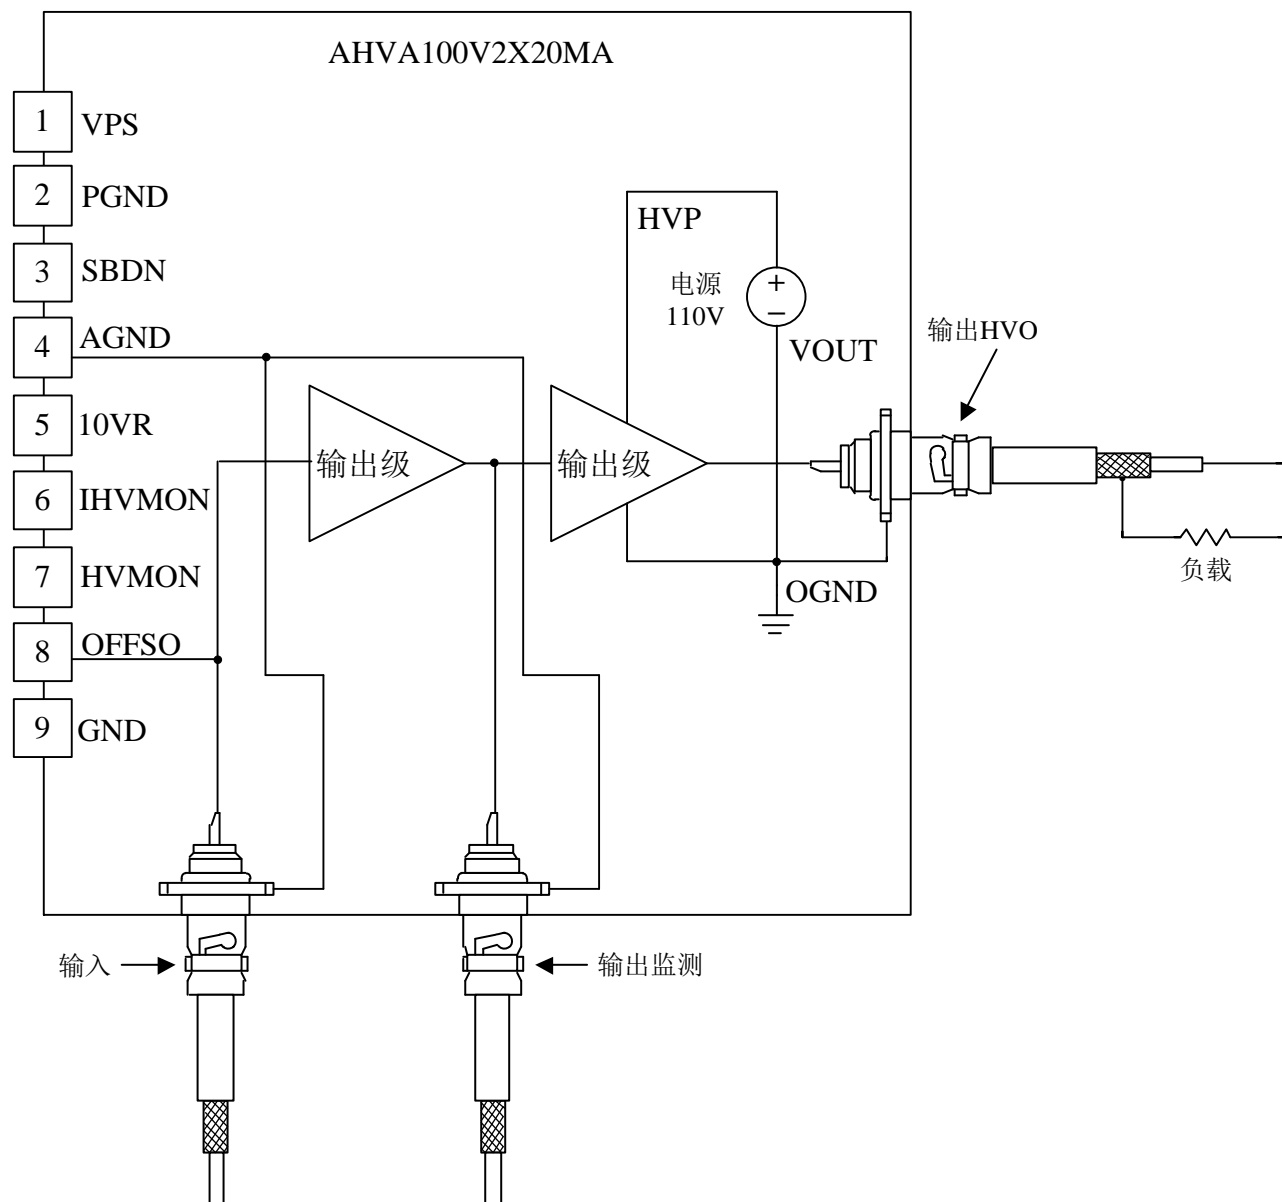 AHVA100V2X20MA
1 VPS
2 PGND
3 SBDN
4 AGND
5 10VR
6 IHVMON
7 HVMON
8 OFFSO
9 GND
HVP
电源
110V
VOUT
输出HVO
输出级
输出级
负载
OGND
输入
输出监测